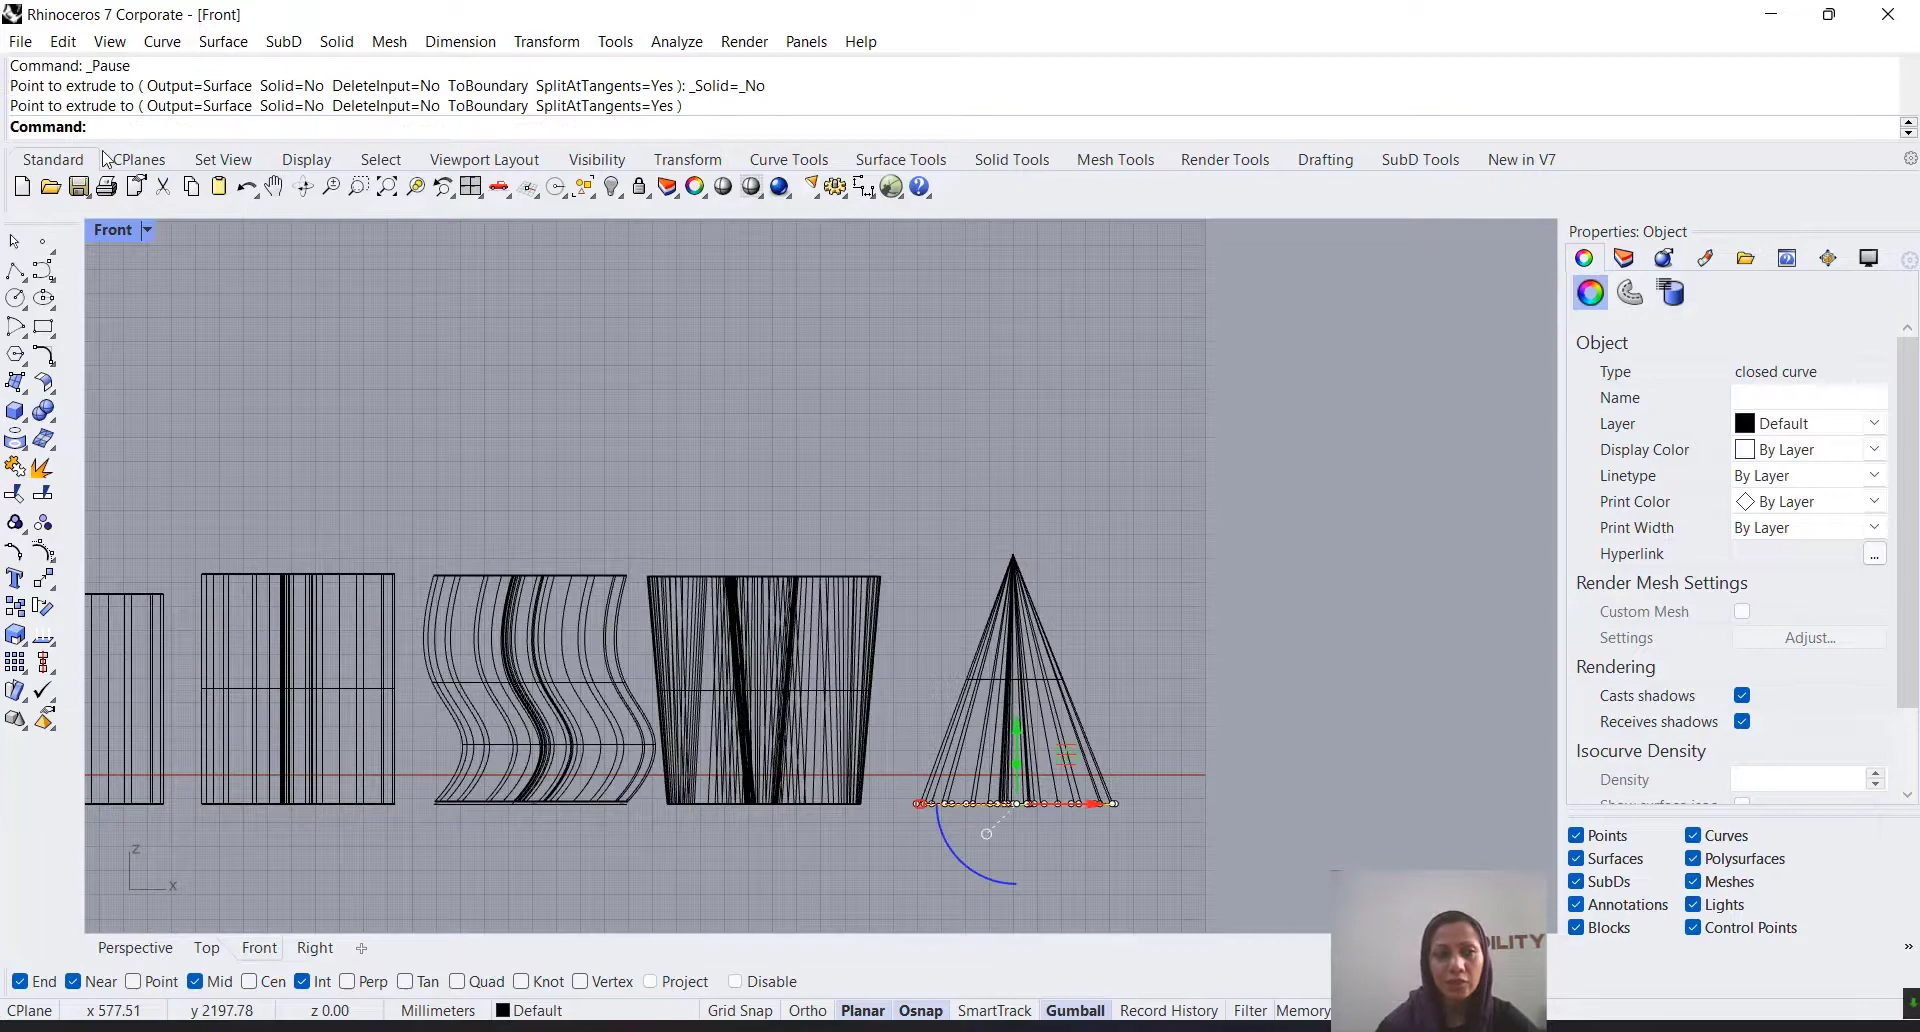 Rhinoceros 7 Corporate - [Front]
File Edit View Curve Surface SubD Solid Mesh Dimension Transform Tools Analyze Render Panels Help
Command: _Pause
Point to extrude to ( Output=Surface Solid=No DeleteInput=No ToBoundary SplitAtTangents=Yes ): _Solid=_No
Point to extrude to ( Output=Surface Solid=No DeleteInput=No ToBoundary SplitAtTangents=Yes )
Command:
Standard CPlanes Set View Display Select Viewport Layout Visibility Transform Curve Tools Surface Tools Solid Tools Mesh Tools Render Tools Drafting SubD Tools New in V7
Front
Properties: Object
Object
Type closed curve
Name
Layer Default
Display Color By Layer
Linetype By Layer
Print Color By Layer
Print Width By Layer
Hyperlink ...
Render Mesh Settings
Custom Mesh
Settings Adjust...
Rendering
Casts shadows
Receives shadows
Isocurve Density
Density
Points Curves
Surfaces Polysurfaces
SubDs Meshes
Annotations Lights
Blocks Control Points
z
x
Perspective Top Front Right
End Near Point Mid Cen Int Perp Tan Quad Knot Vertex Project Disable
CPlane x 577.51 y 2197.78 z 0.00 Millimeters Default Grid Snap Ortho Planar Osnap SmartTrack Gumball Record History Filter Memory